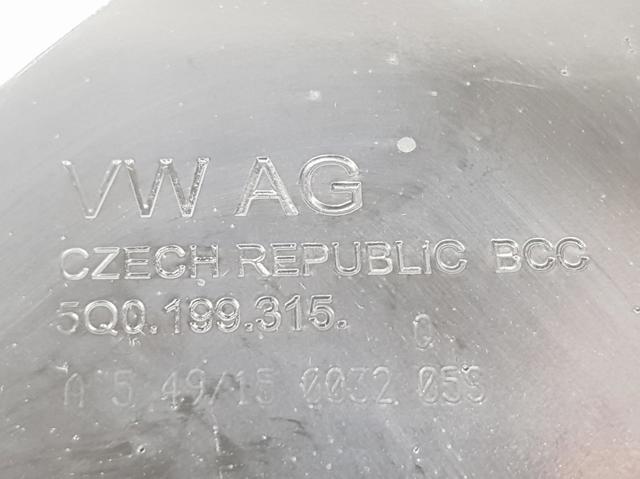 VW AG
CZECH REPUBLIC BCC
5Q0.199.315. Q
A 5 49/15 0032 059